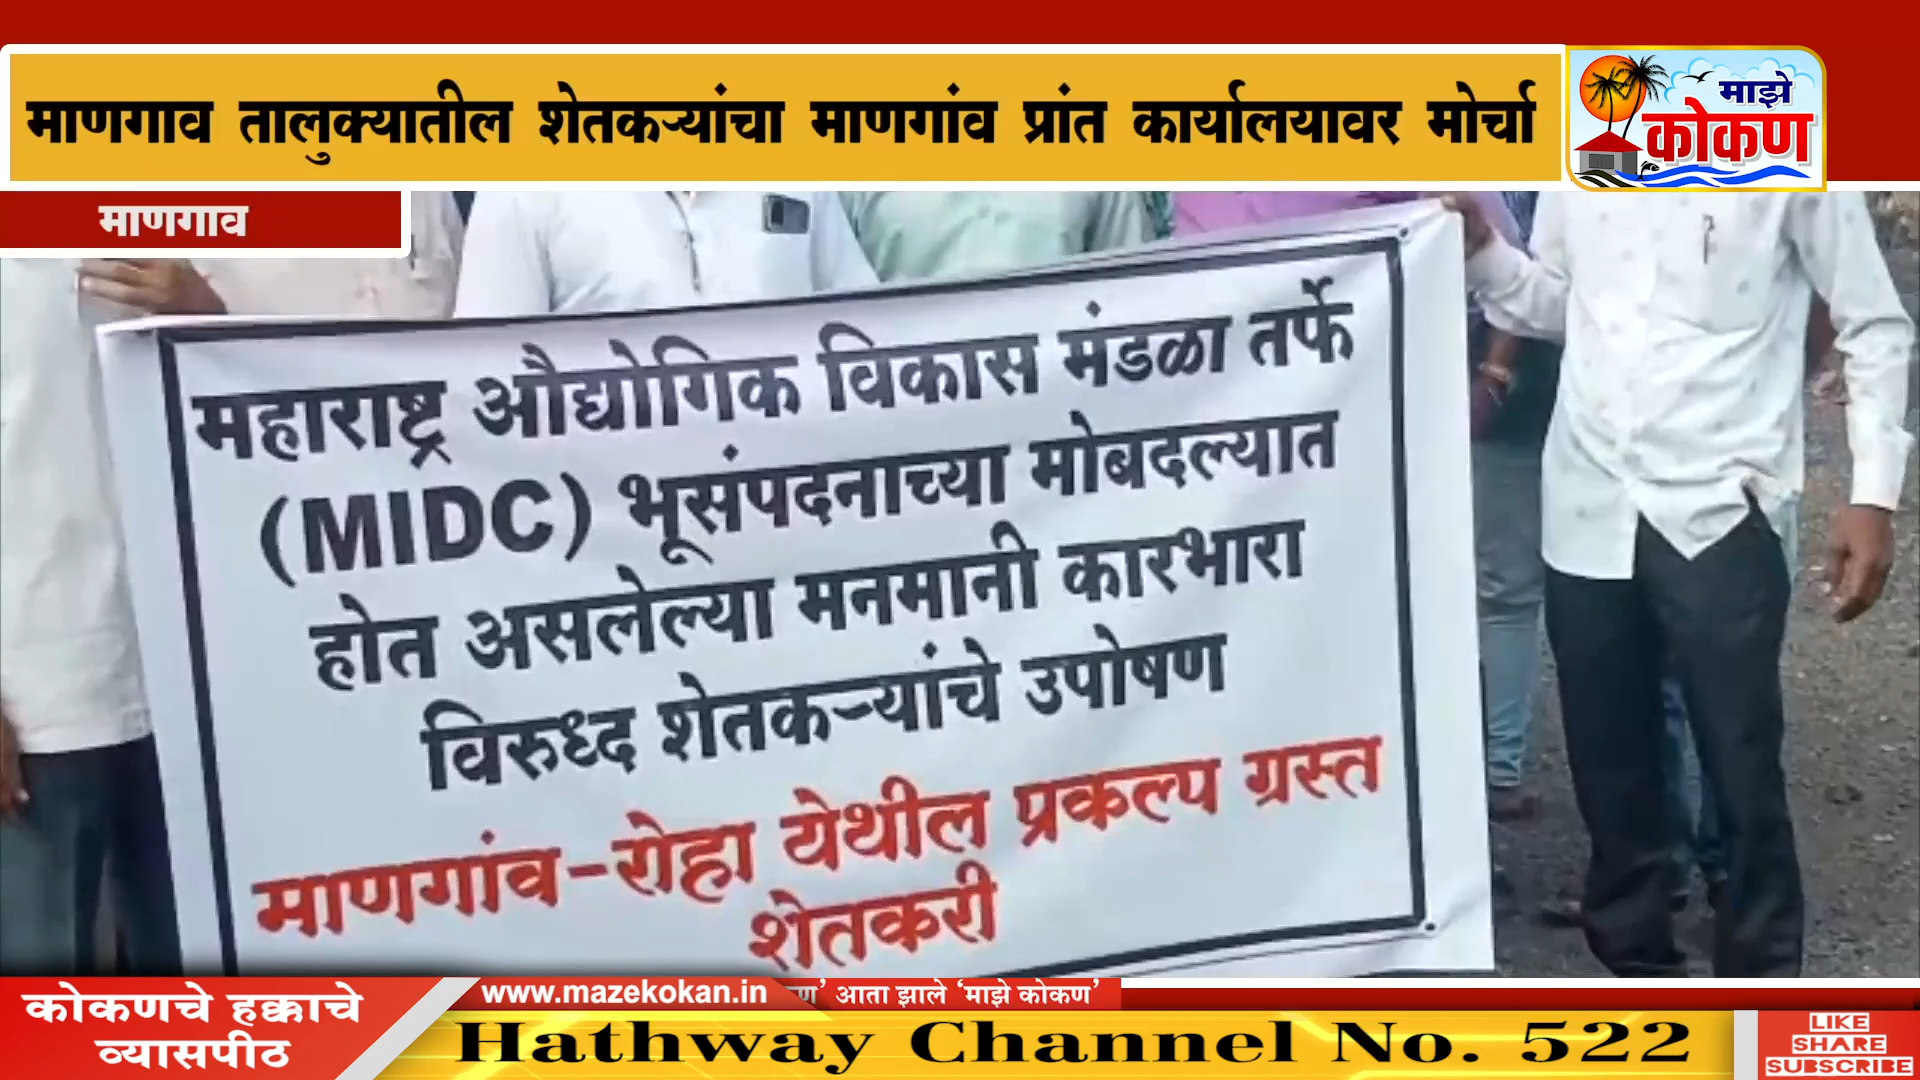 माणगाव तालुक्यातील शेतकऱ्यांचा माणगांव प्रांत कार्यालयावर मोर्चा
माझे
कोकण
माणगाव
महाराष्ट्र औद्योगिक विकास मंडळा तर्फे
(MIDC) भूसंपदनाच्या मोबदल्यात
होत असलेल्या मनमानी कारभारा
विरुध्द शेतकऱ्यांचे उपोषण
माणगांव-रोहा येथील प्रकल्प ग्रस्त
शेतकरी
कोकणचे हक्काचे
व्यासपीठ
www.mazekokan.in
आता झाले ‘माझे कोकण’
Hathway Channel No. 522
LIKE
SHARE
SUBSCRIBE